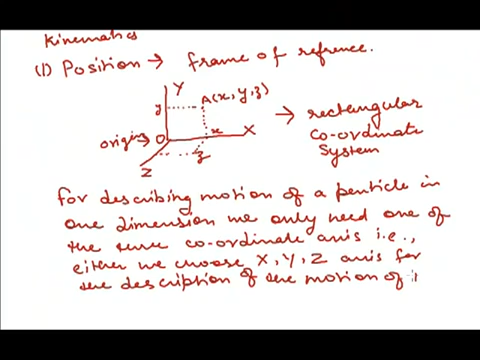 Kinematics
(1) Position → frame of refrence.
Y
y
A(x, y, z)
→ rectangular
co-ordinate
system
origin → O
x
X
z
Z
for describing motion of a particle in
one dimension we only need one of
the three co-ordinate axis i.e.,
either we choose X, Y, Z axis for
the description of the motion of